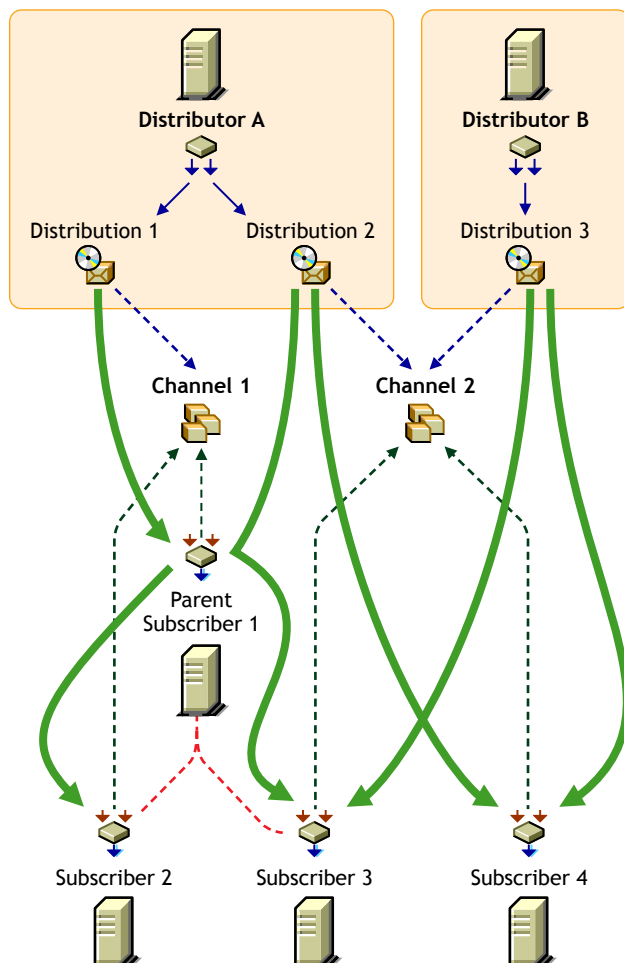 Distributor A
Distributor B
Distribution 1
Distribution 2
Distribution 3
Channel 1
Channel 2
Parent
Subscriber 1
Subscriber 2
Subscriber 3
Subscriber 4